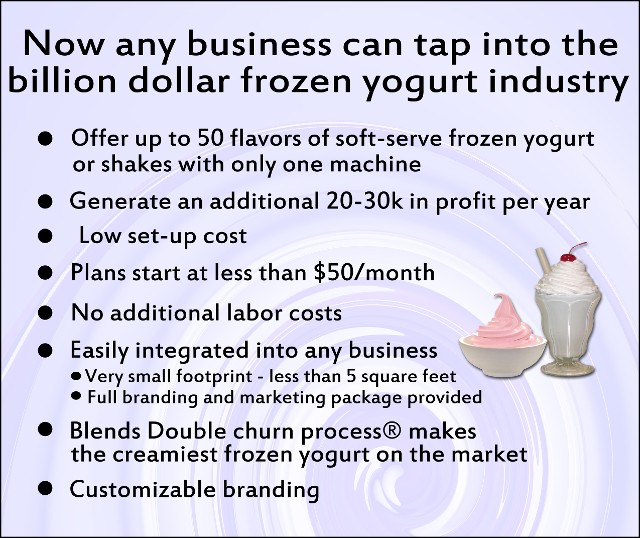 Now any business can tap into the
billion dollar frozen yogurt industry
● Offer up to 50 flavors of soft-serve frozen yogurt
or shakes with only one machine
● Generate an additional 20-30k in profit per year
● Low set-up cost
● Plans start at less than $50/month
● No additional labor costs
● Easily integrated into any business
● Very small footprint - less than 5 square feet
● Full branding and marketing package provided
● Blends Double churn process® makes
the creamiest frozen yogurt on the market
● Customizable branding